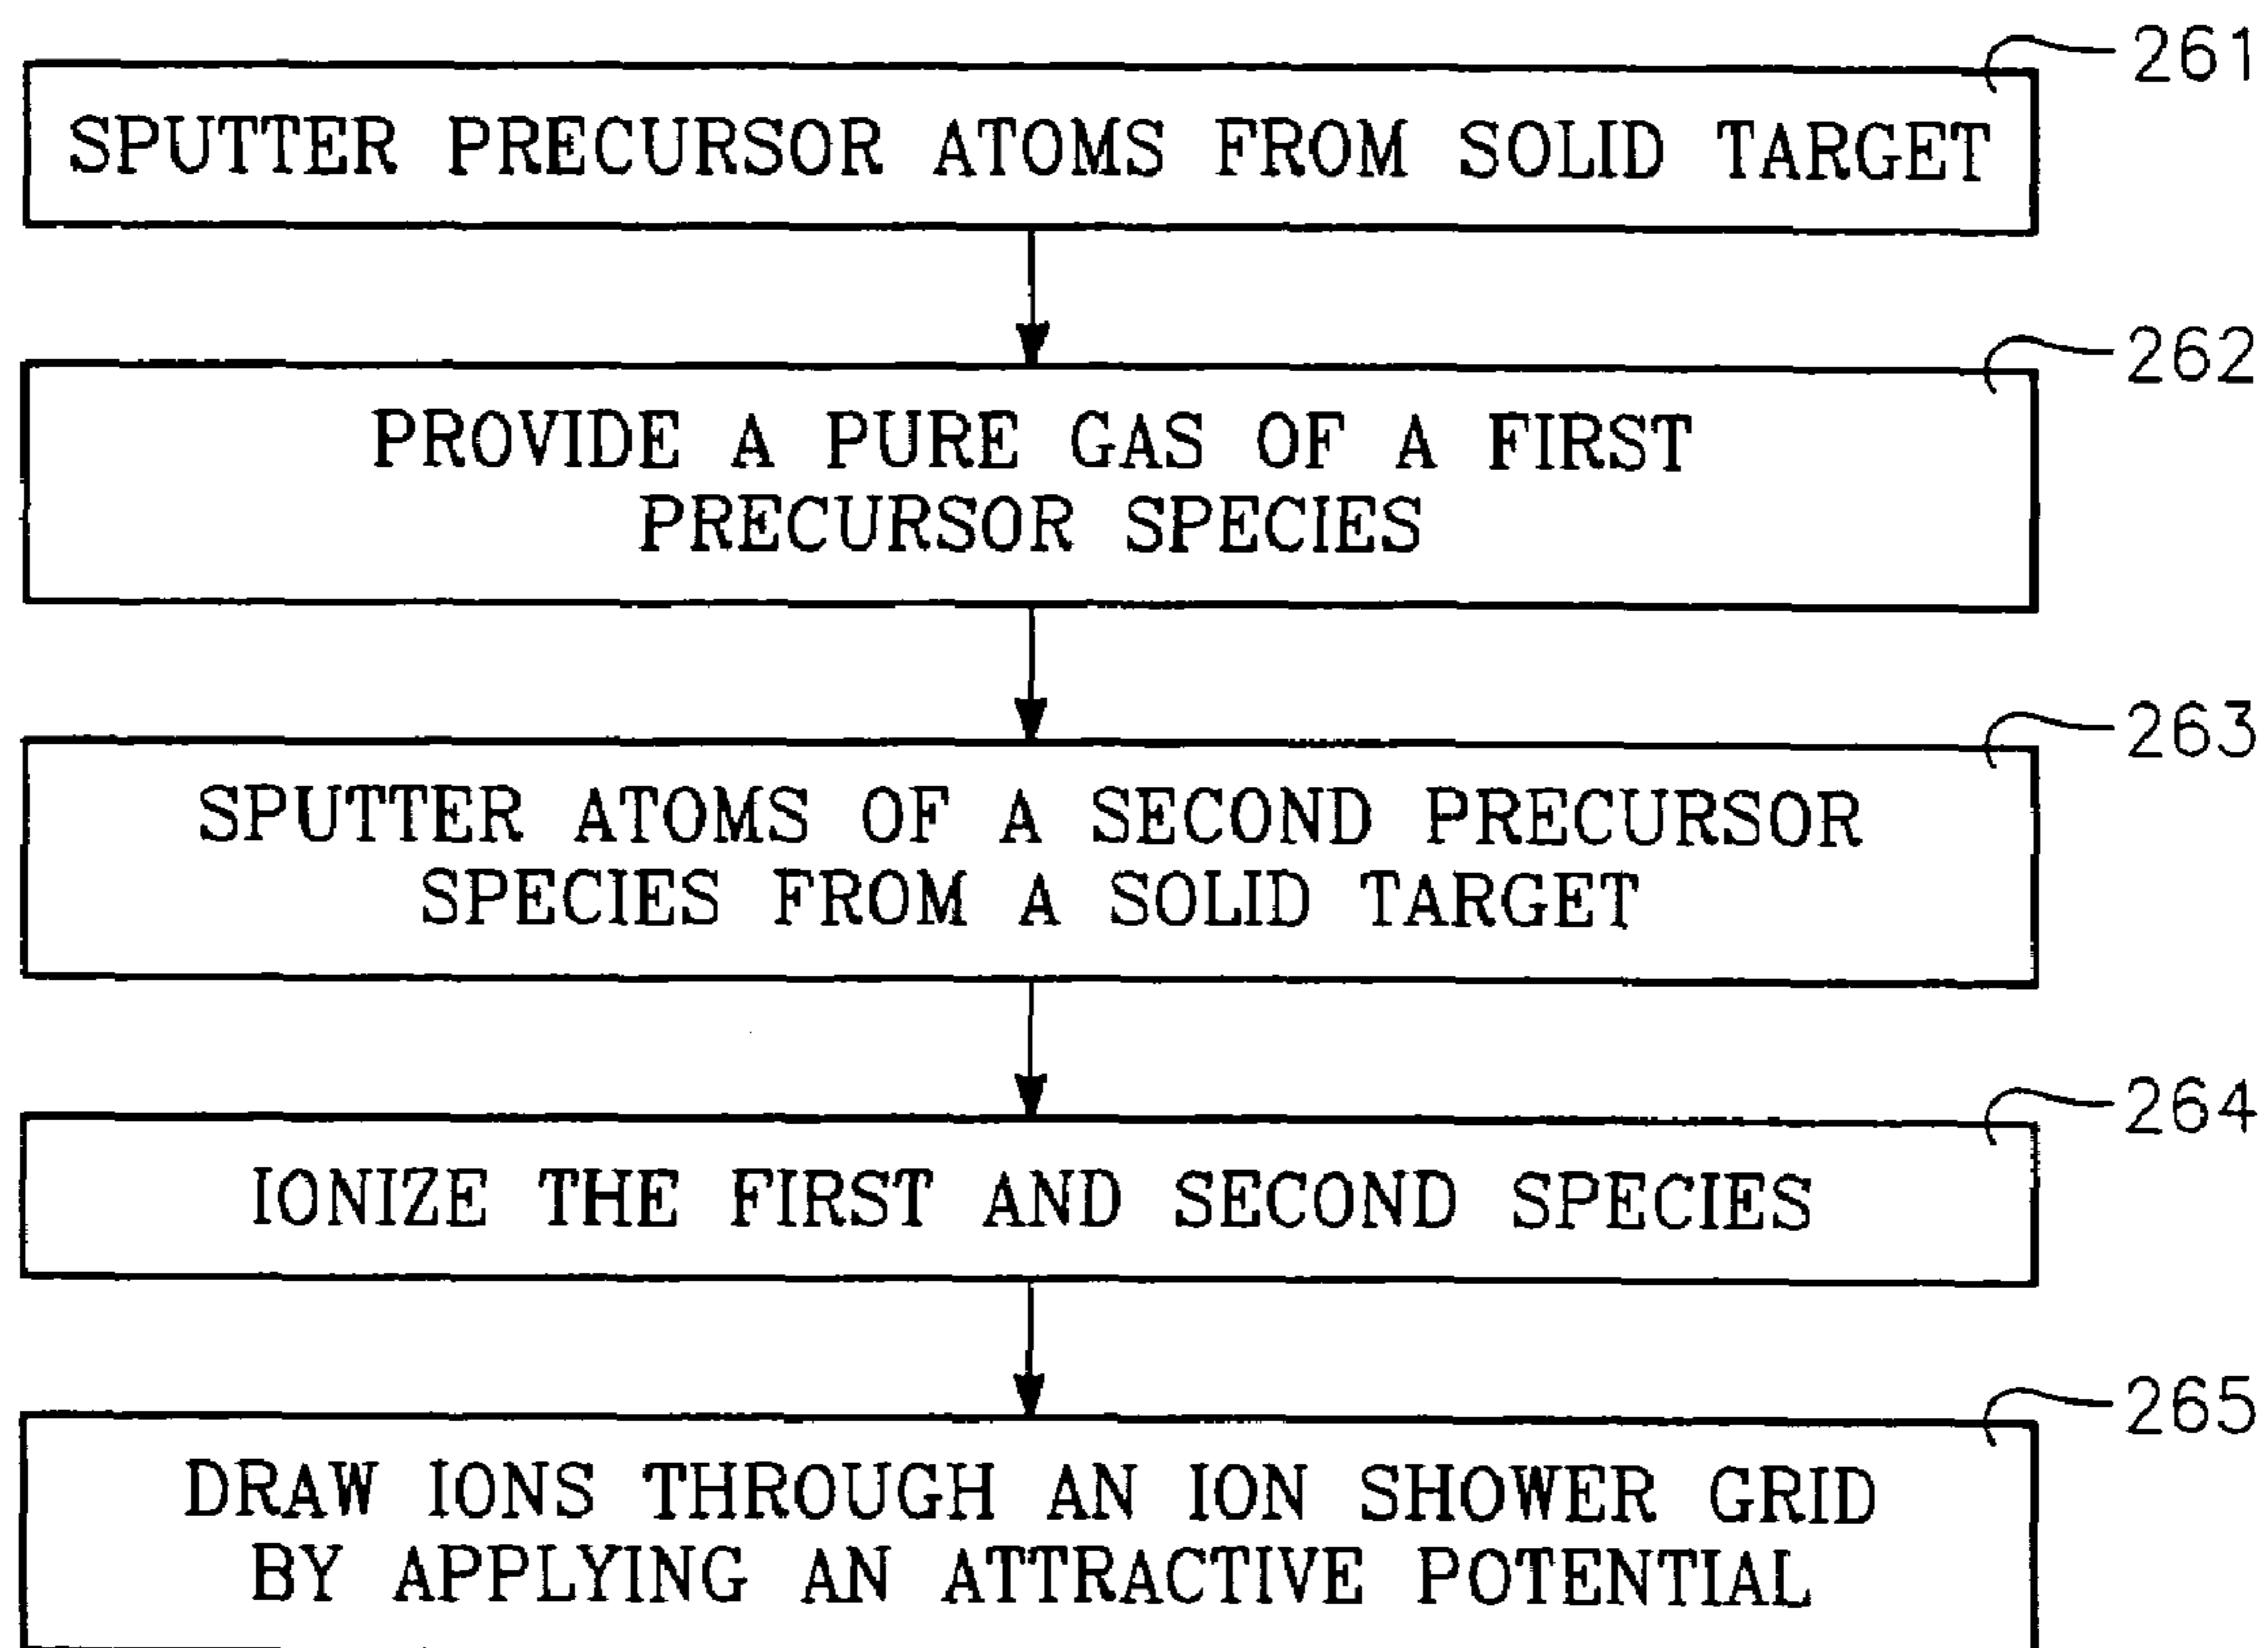 261
SPUTTER PRECURSOR ATOMS FROM SOLID TARGET
262
PROVIDE A PURE GAS OF A FIRST
PRECURSOR SPECIES
263
SPUTTER ATOMS OF A SECOND PRECURSOR
SPECIES FROM A SOLID TARGET
264
IONIZE THE FIRST AND SECOND SPECIES
265
DRAW IONS THROUGH AN ION SHOWER GRID
BY APPLYING AN ATTRACTIVE POTENTIAL